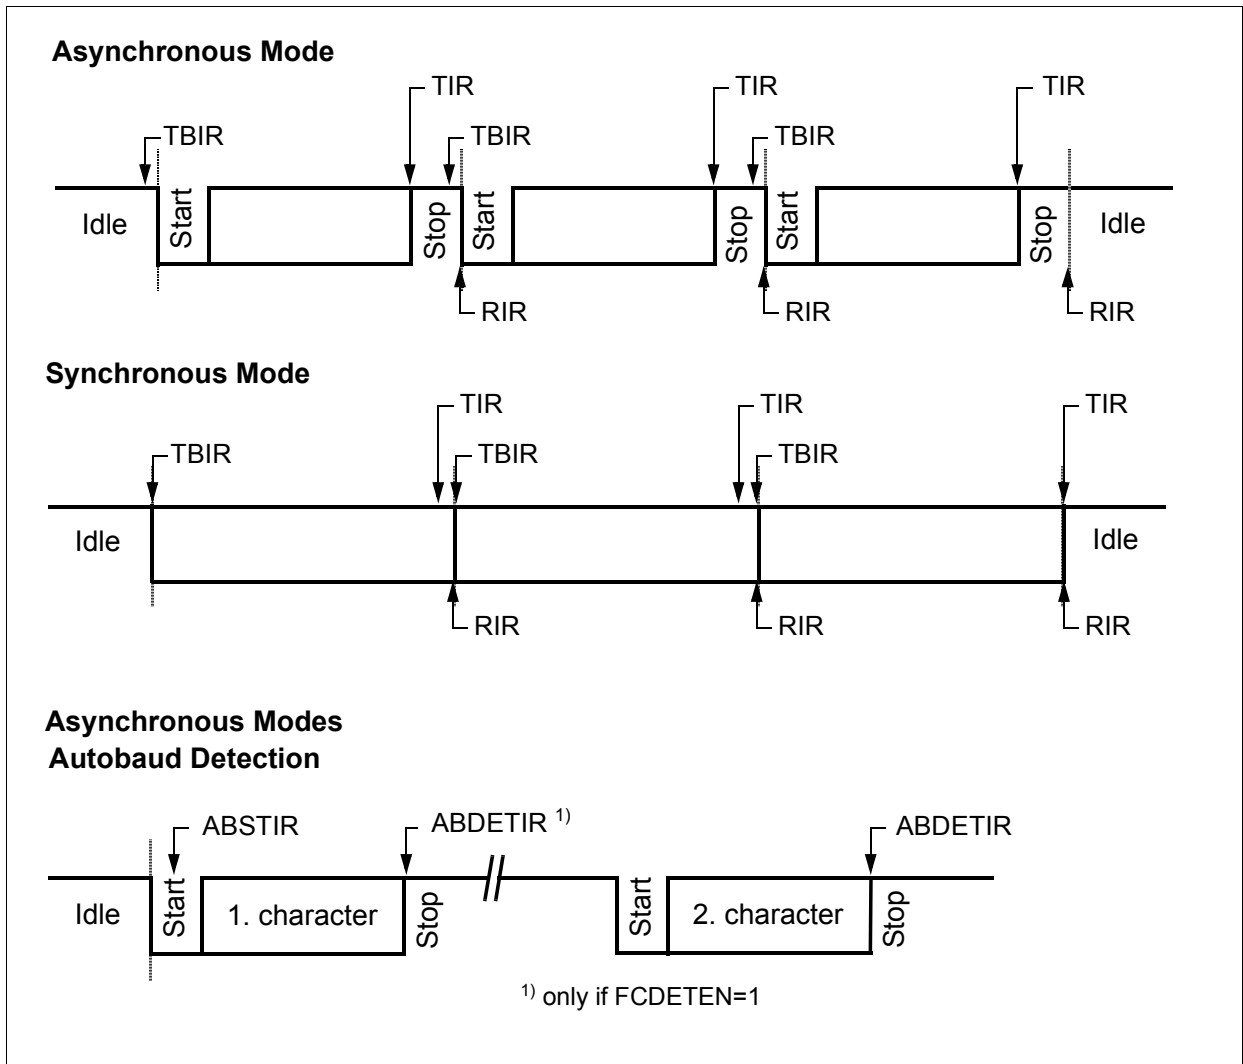 Asynchronous Mode
TIR TIR TIR
TBIR TBIR TBIR
Idle Start Stop Start Stop Start Stop Idle
RIR RIR RIR
Synchronous Mode
TIR TIR TIR
TBIR TBIR TBIR
Idle Idle
RIR RIR RIR
Asynchronous Modes
Autobaud Detection
ABSTIR ABDETIR 1) ABDETIR
Idle Start 1. character Stop Start 2. character Stop
1) only if FCDETEN=1